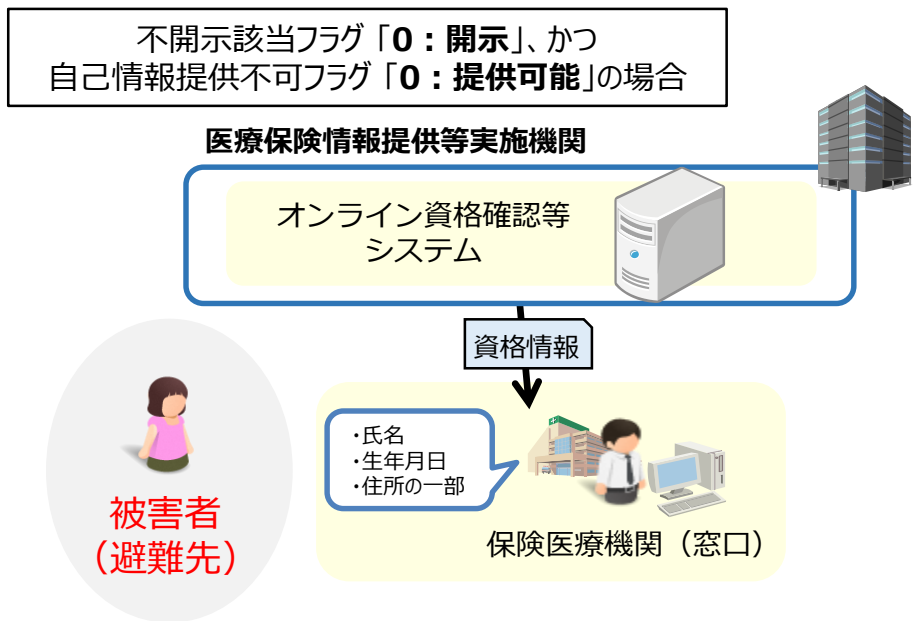 不開示該当フラグ「0：開示」、かつ
自己情報提供不可フラグ「0：提供可能」の場合
医療保険情報提供等実施機関
オンライン資格確認等
システム
資格情報
・氏名
・生年月日
・住所の一部
被害者
（避難先）
保険医療機関（窓口）